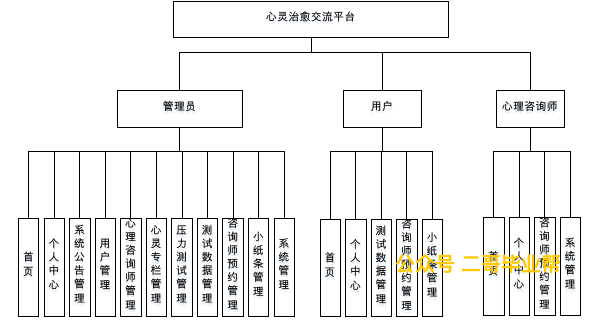 心灵治愈交流平台
管理员
用户
心理咨询师
首页
个人中心
系统公告管理
用户管理
心理咨询师管理
心灵专栏管理
压力测试管理
测试数据管理
咨询师预约管理
小纸条管理
系统管理
首页
个人中心
测试数据管理
咨询师预约管理
小纸条管理
首页
个人中心
咨询师预约管理
系统管理
公众号 二哥毕业帮